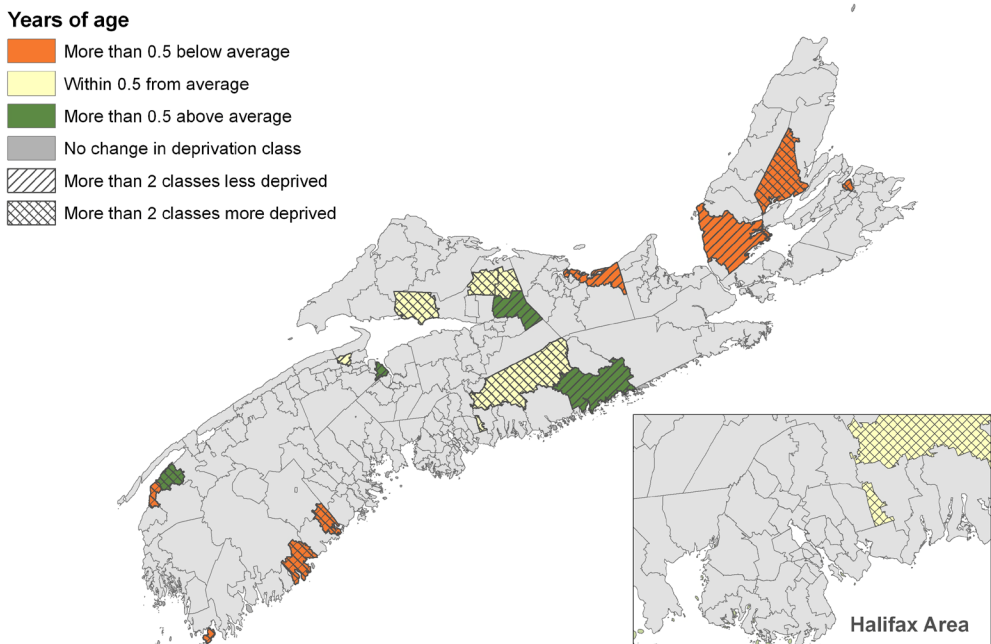 Years of age
More than 0.5 below average
Within 0.5 from average
More than 0.5 above average
No change in deprivation class
More than 2 classes less deprived
More than 2 classes more deprived
Halifax Area